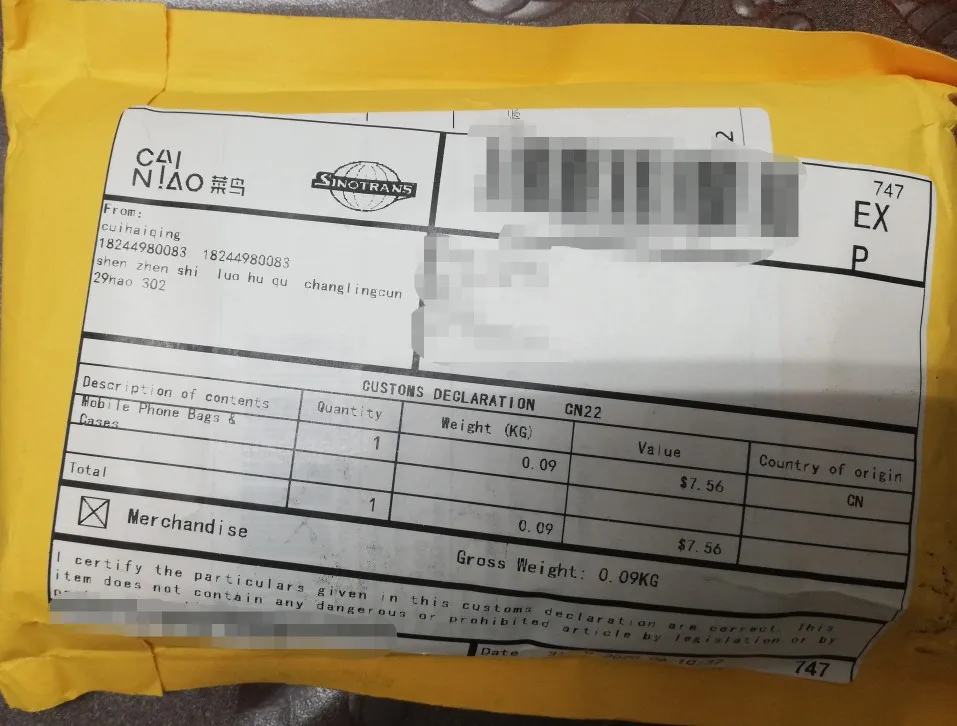 CAI
NIAO 菜鸟
SINOTRANS
2
747
EX
P
From:
cuihaiqing
18244980083 18244980083
shen zhen shi luo hu qu changlingcun
29hao 302
CUSTOMS DECLARATION CN22
Description of contents Quantity Weight (KG) Value Country of origin
Mobile Phone Bags &
Cases 1 0.09 $7.56 CN
Total 1 0.09 $7.56
Merchandise Gross Weight: 0.09KG
I certify the particulars given in this customs declaration are correct. This
item does not contain any dangerous or prohibited article by legislation or by
Date
747